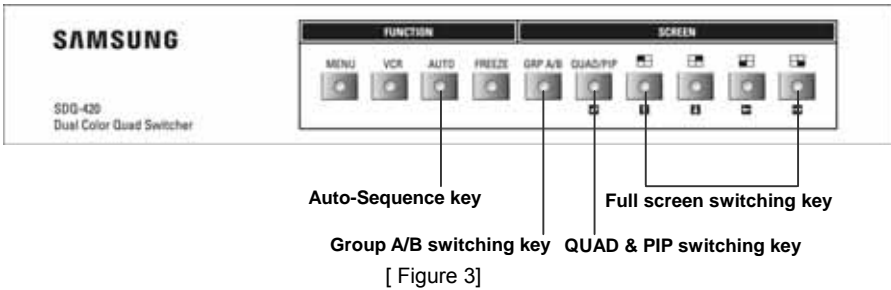 SAMSUNG
SDQ-420
Dual Color Quad Switcher
FUNCTION SCREEN
MENU VCR AUTO FREEZE GRP A/B QUAD/PIP
Auto-Sequence key
Full screen switching key
Group A/B switching key
QUAD & PIP switching key
[ Figure 3]